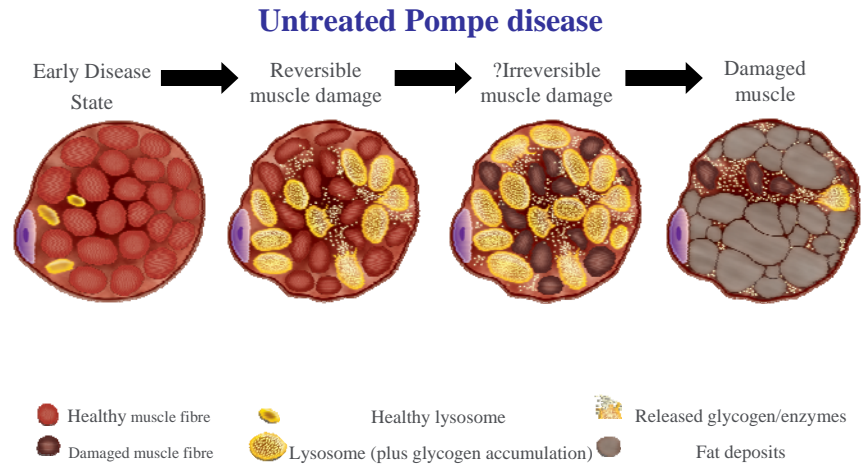 Untreated Pompe disease
Early Disease
State
Reversible
muscle damage
?Irreversible
muscle damage
Damaged
muscle
Healthy muscle fibre
Healthy lysosome
Released glycogen/enzymes
Damaged muscle fibre
Lysosome (plus glycogen accumulation)
Fat deposits